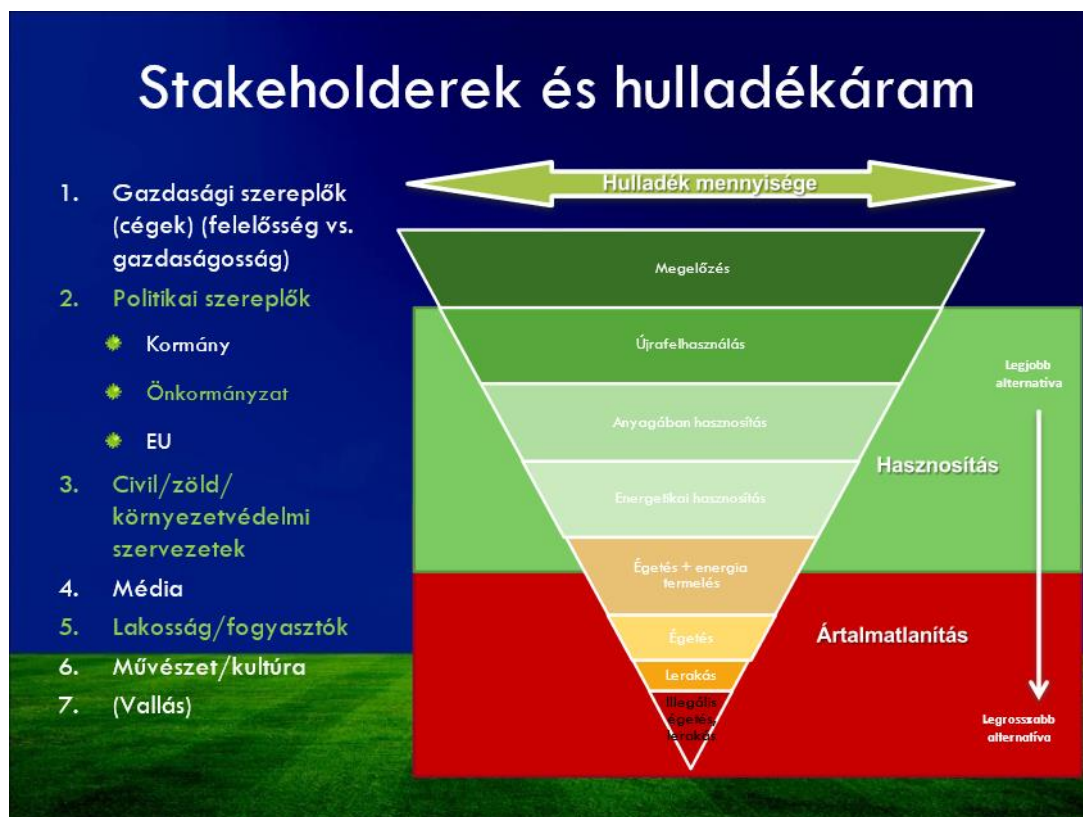 Stakeholderek és hulladékáram
1. Gazdasági szereplők
(cégek) (felelősség vs.
gazdaságosság)
2. Politikai szereplők
Kormány
Önkormányzat
EU
3. Civil/zöld/
környezetvédelmi
szervezetek
4. Média
5. Lakosság/fogyasztók
6. Művészet/kultúra
7. (Vallás)
Hulladék mennyisége
Megelőzés
Újrafelhasználás
Anyagában hasznosítás
Energetikai hasznosítás
Égetés + energia
termelés
Égetés
Lerakás
Illegális
égetés,
lerakás
Legjobb
alternatíva
Hasznosítás
Ártalmatlanítás
Legrosszabb
alternatíva